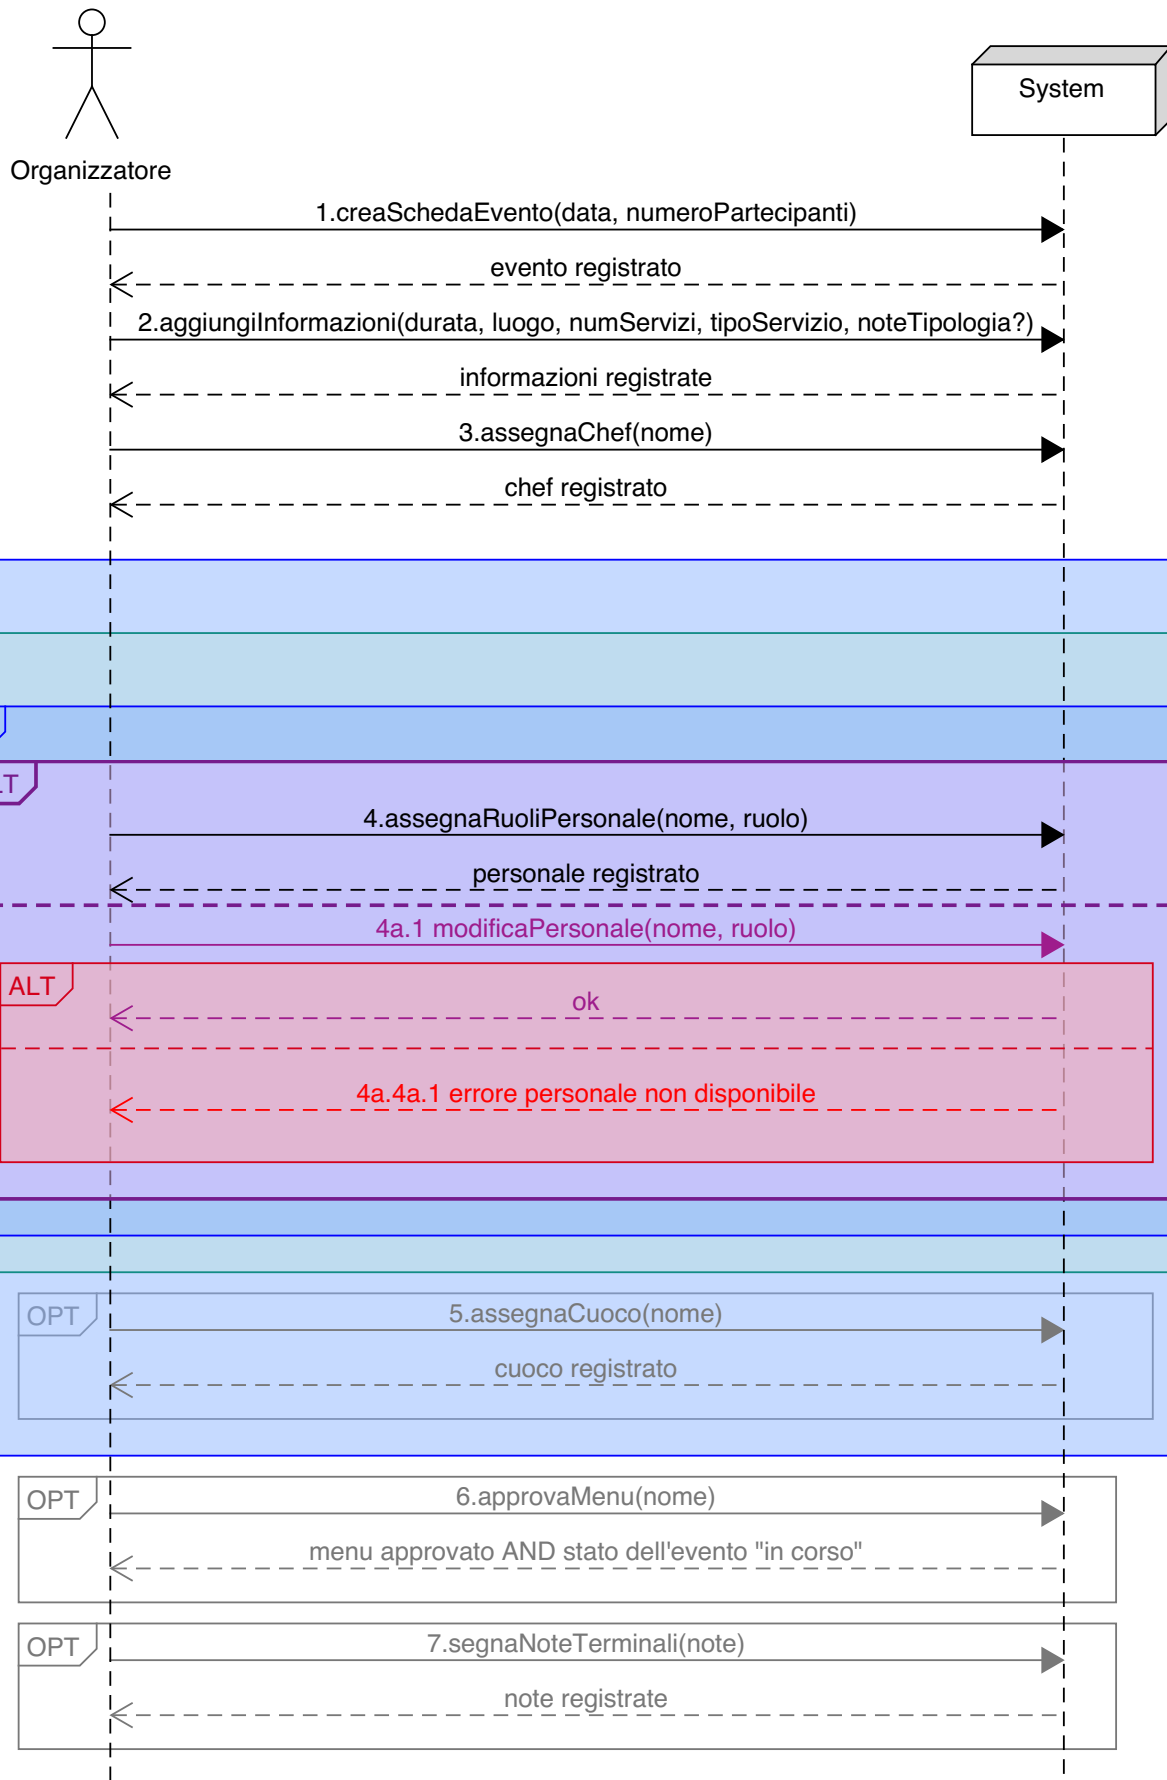 System
Organizzatore
1.creaSchedaEvento(data, numeroPartecipanti)
evento registrato
2.aggiungiInformazioni(durata, luogo, numServizi, tipoServizio, noteTipologia?)
informazioni registrate
3.assegnaChef(nome)
chef registrato
LT
4.assegnaRuoliPersonale(nome, ruolo)
personale registrato
4a.1 modificaPersonale(nome, ruolo)
ALT
ok
4a.4a.1 errore personale non disponibile
OPT
5.assegnaCuoco(nome)
cuoco registrato
OPT
6.approvaMenu(nome)
menu approvato AND stato dell'evento "in corso"
OPT
7.segnaNoteTerminali(note)
note registrate